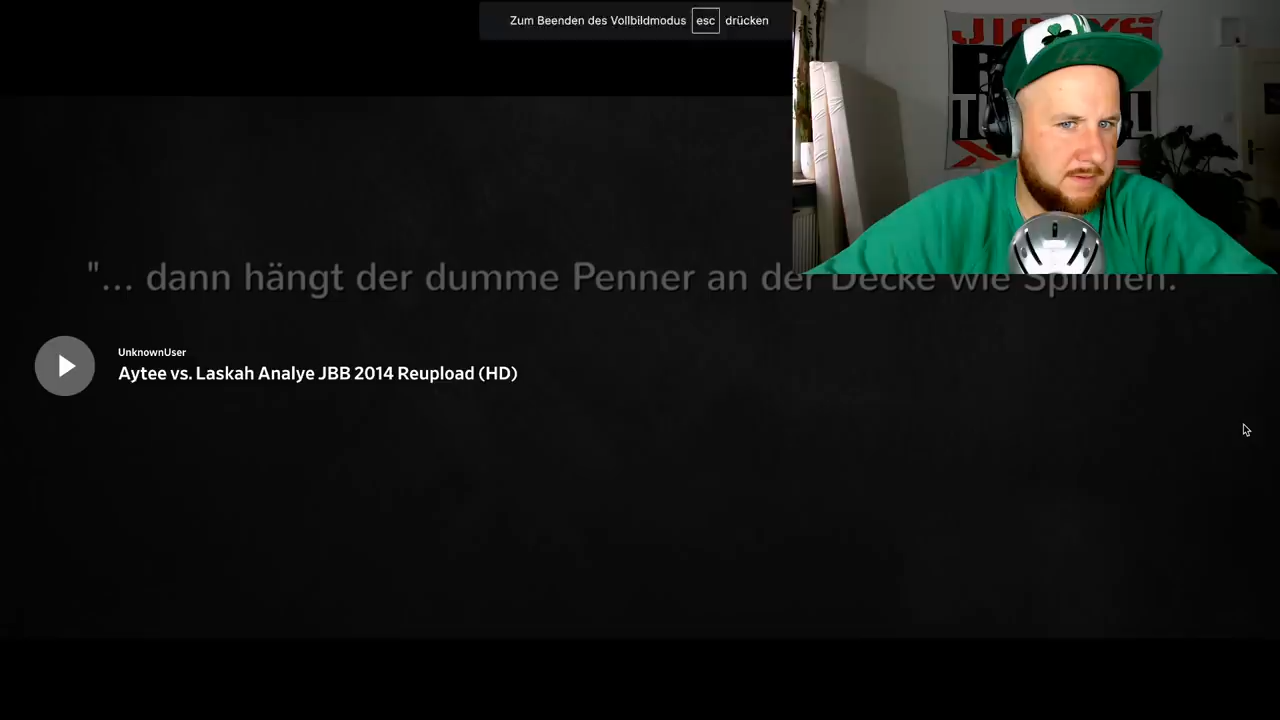 Zum Beenden des Vollbildmodus esc drücken
"... dann hängt der dumme Penner an der Decke wie Spinnen.
UnknownUser
Aytee vs. Laskah Analye JBB 2014 Reupload (HD)